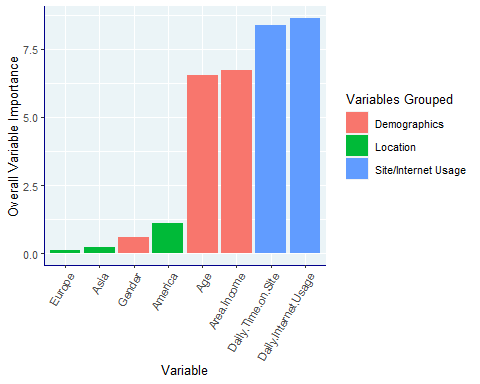 Overall Variable Importance
7.5
5.0
2.5
0.0
Europe
Asia
Gender
America
Age
Area.Income
Daily.Time.on.Site
Daily.Internet.Usage
Variable
Variables Grouped
Demographics
Location
Site/Internet Usage